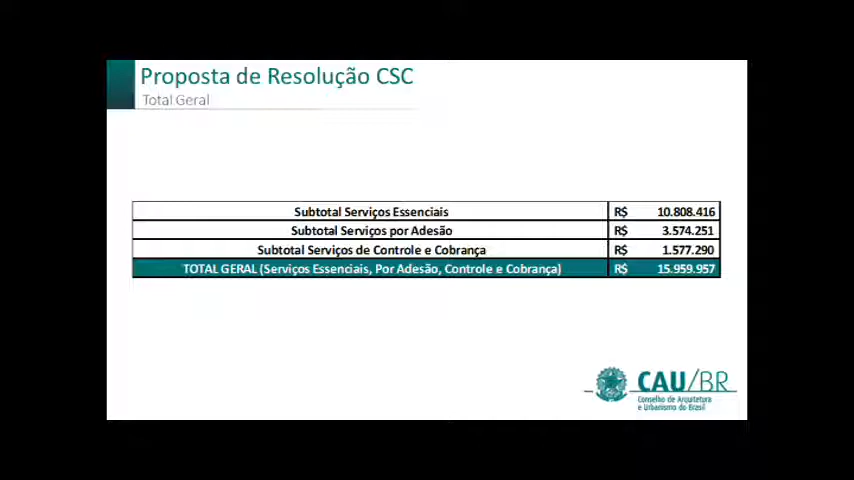 Proposta de Resolução CSC
Total Geral
Subtotal Serviços Essenciais R$ 10.808.416
Subtotal Serviços por Adesão R$ 3.574.251
Subtotal Serviços de Controle e Cobrança R$ 1.577.290
TOTAL GERAL (Serviços Essenciais, Por Adesão, Controle e Cobrança) R$ 15.959.957
CAU/BR
Conselho de Arquitetura
e Urbanismo do Brasil